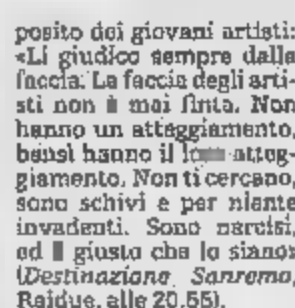 posito dei giovani artisti:
«Li giudico sempre dalla
faccia. La faccia degli arti-
sti non è mai finta. Non
hanno un atteggiamento,
bensì hanno il atteg-
giamento. Non ti cercano,
sono schivi e per niente
invadenti. Sono narcisi,
ed giusto che lo siano»
(Destinazione Sanremo,
Raidue, alle 20,55).